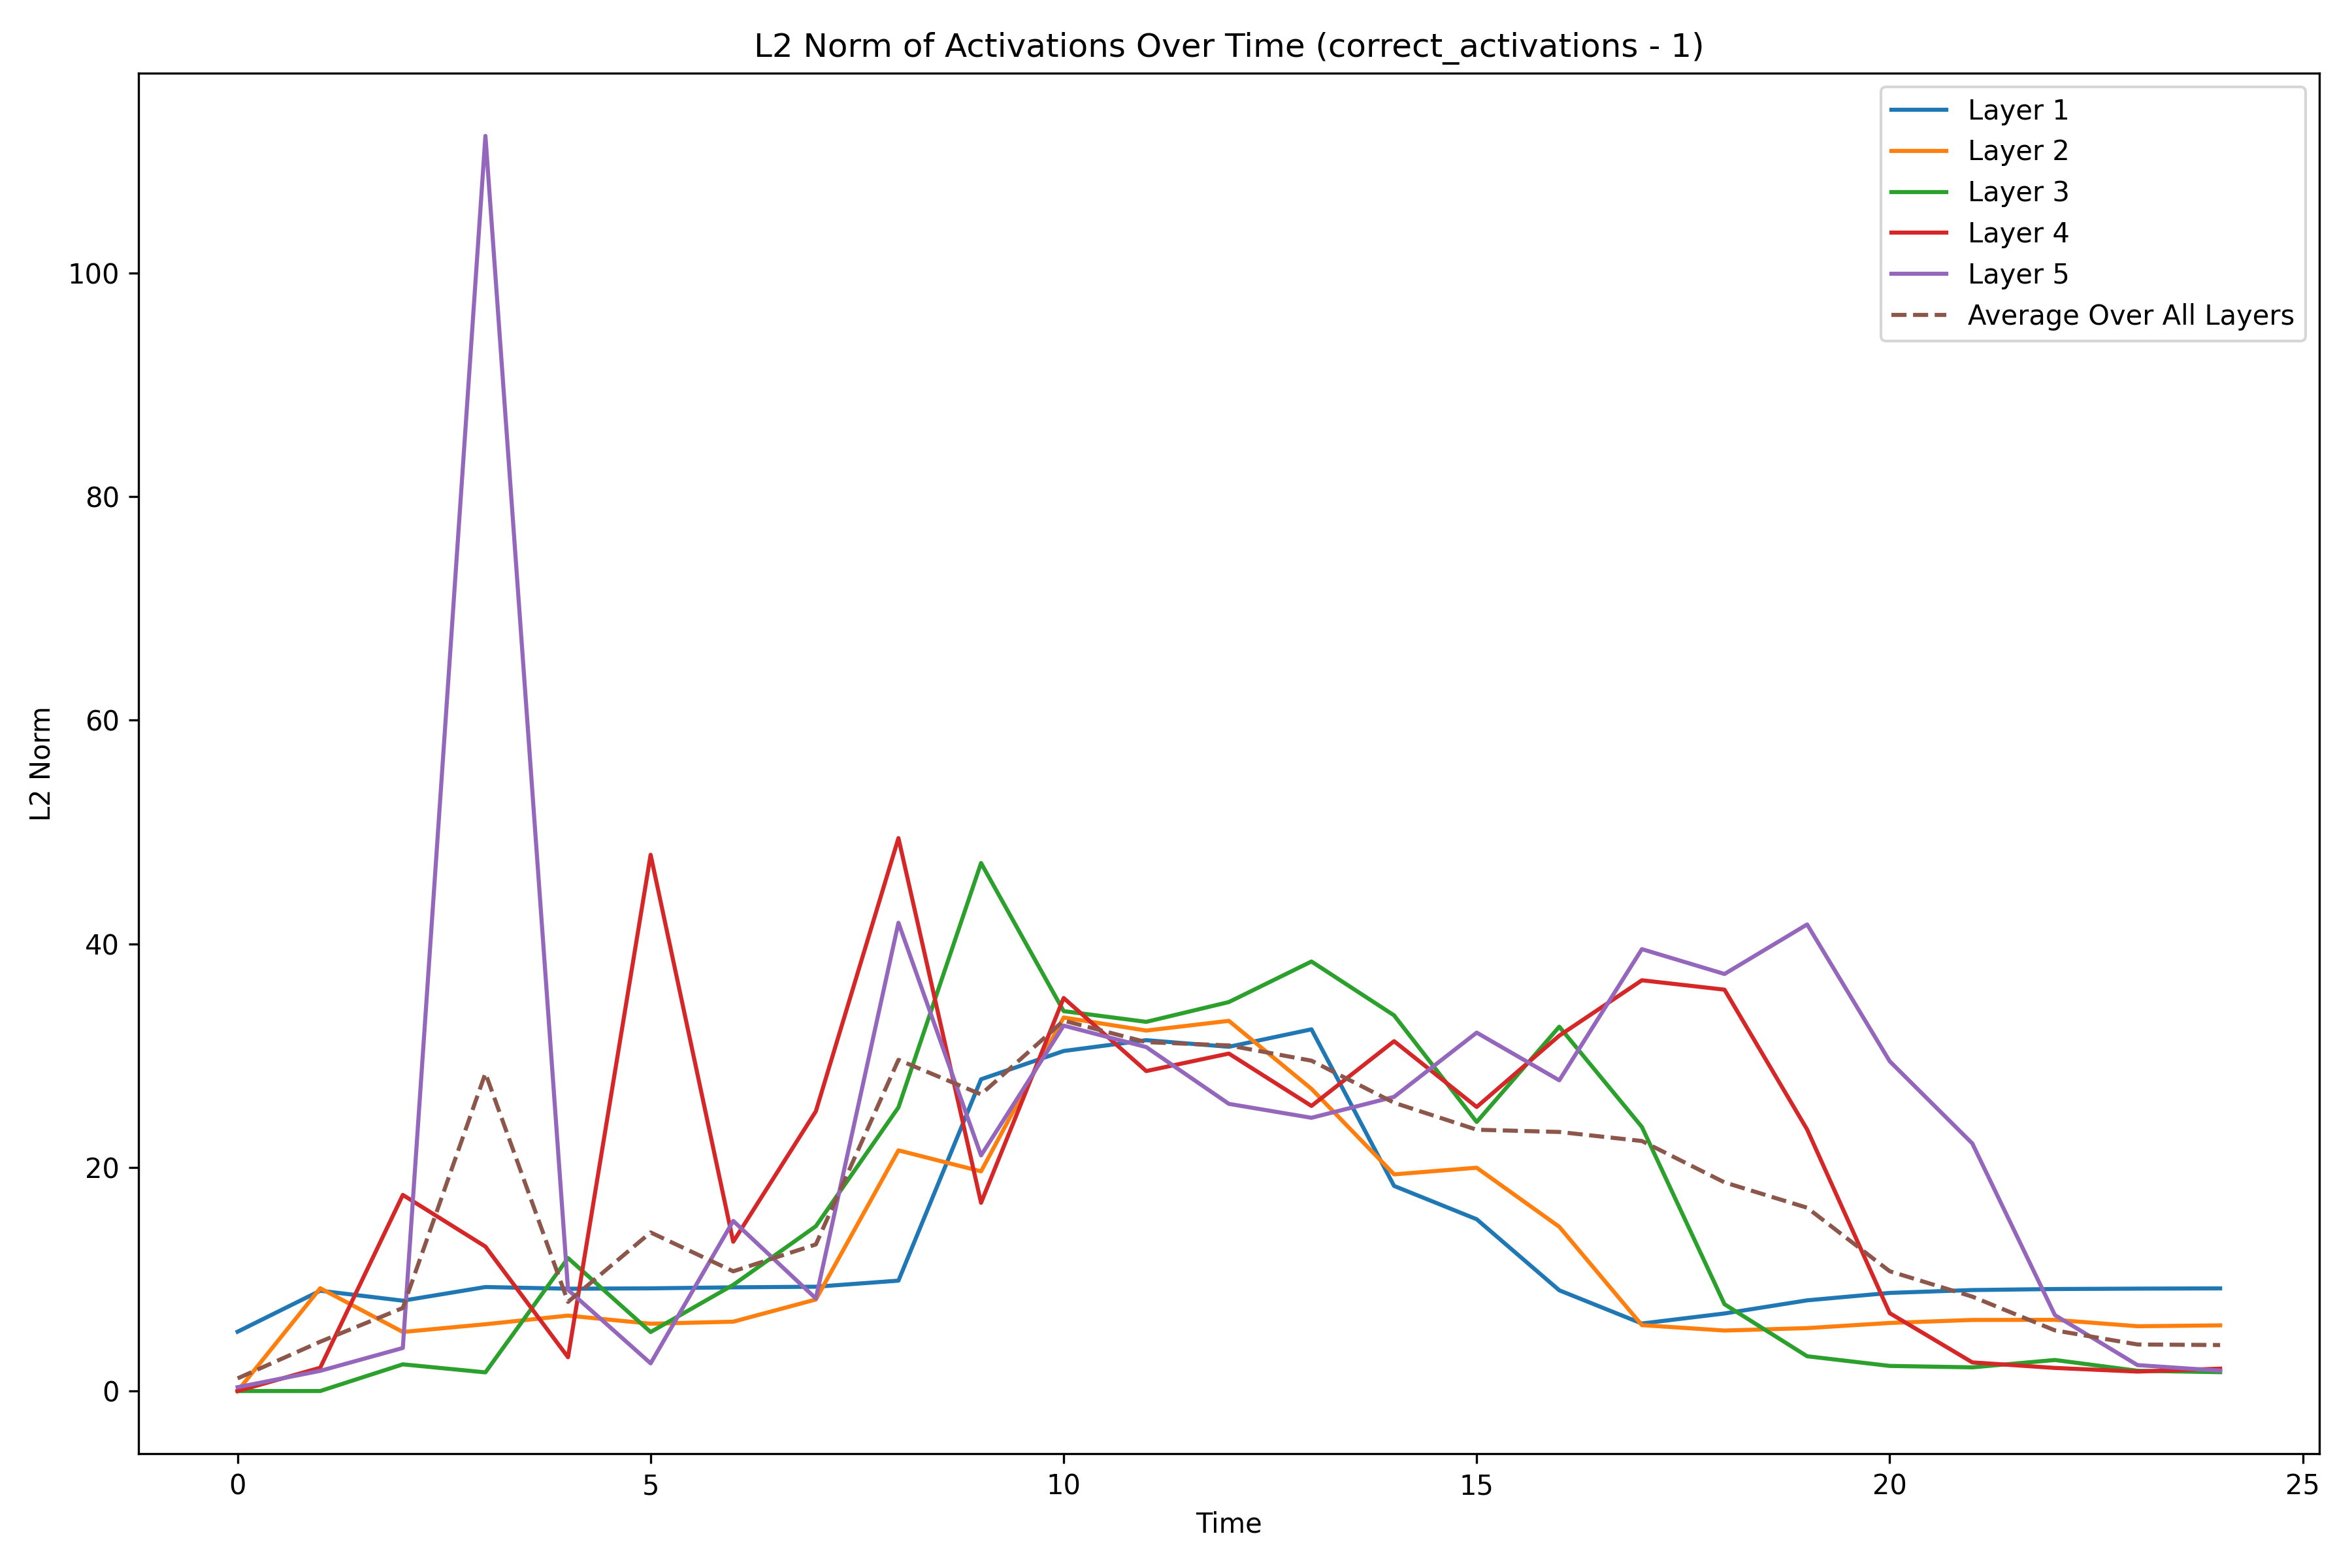 L2 Norm of Activations Over Time (correct_activations - 1)
Layer 1
Layer 2
Layer 3
Layer 4
Layer 5
Average Over All Layers
100
80
60
40
20
0
L2 Norm
0 5 10 15 20 25
Time